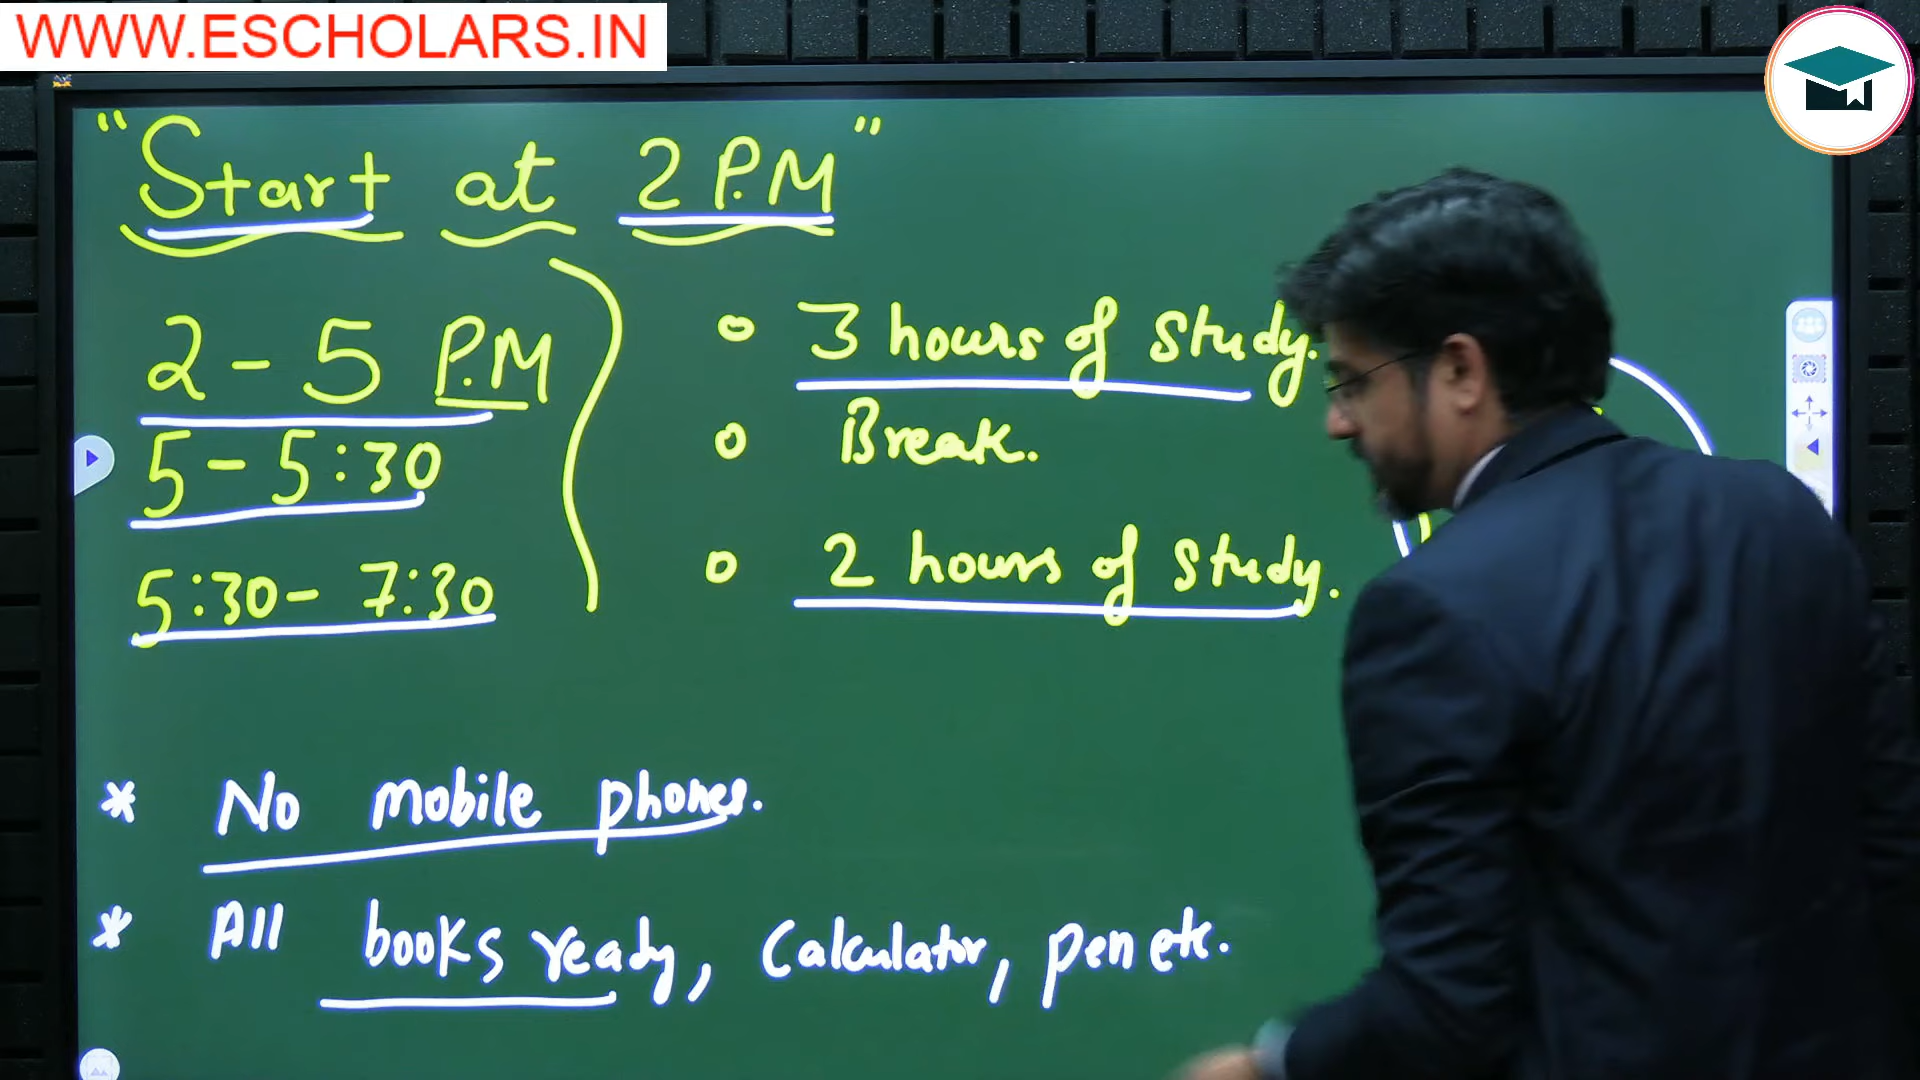 WWW.ESCHOLARS.IN
"Start at 2 P.M"
2 - 5 P.M
3 hours of study.
5 - 5:30
Break.
5:30 - 7:30
2 hours of study.
* No mobile phones.
* All books ready, Calculator, pen etc.